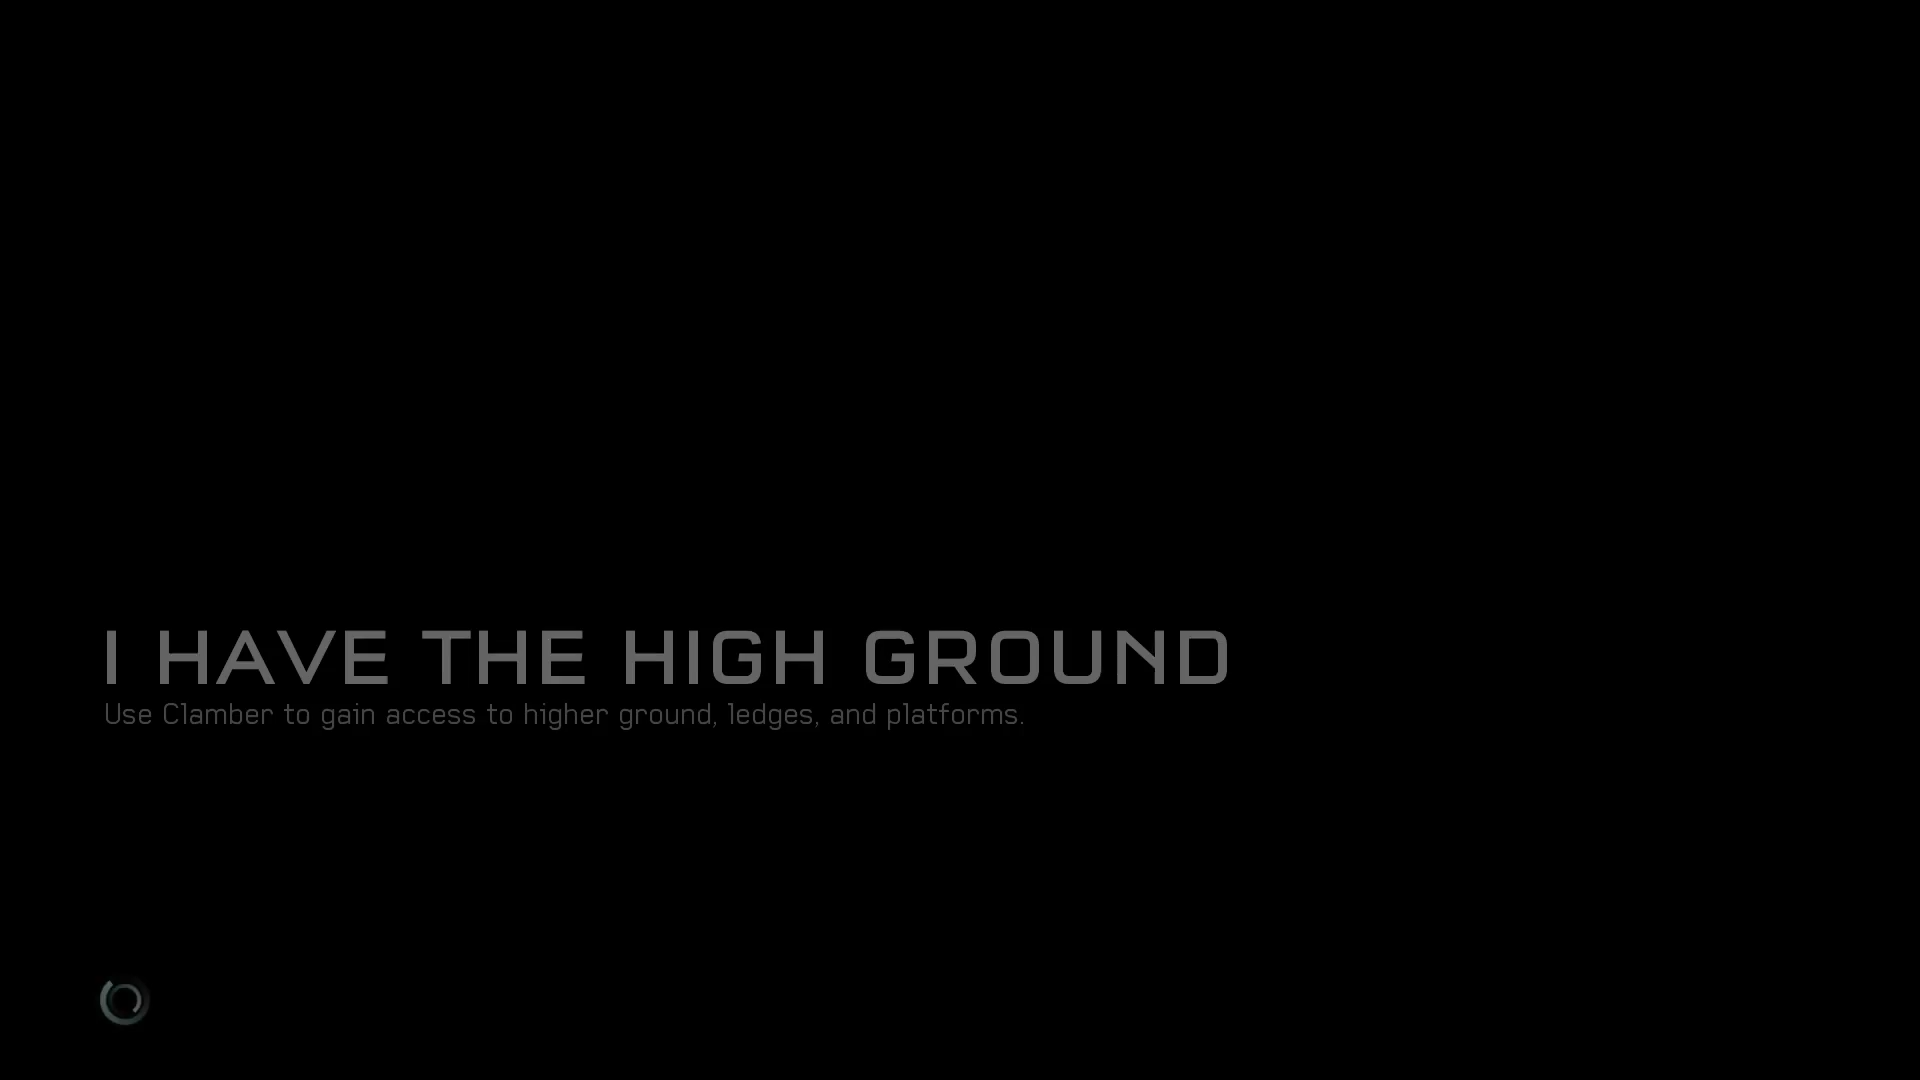 I HAVE THE HIGH GROUND
Use Clamber to gain access to higher ground, ledges, and platforms.